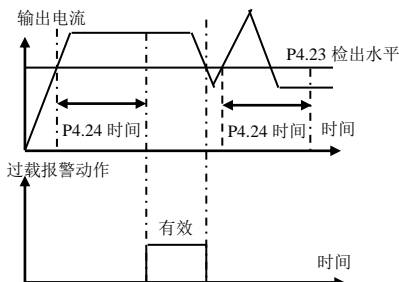 输出电流
P4.23 检出水平
P4.24 时间
P4.24 时间
时间
过载报警动作
有效
时间